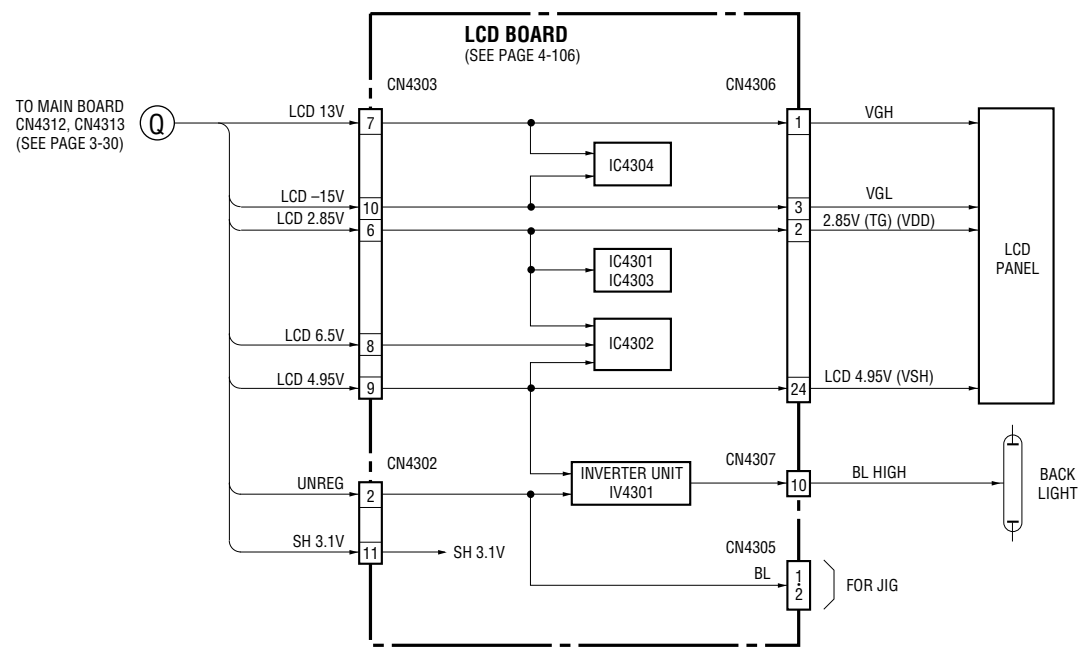 LCD BOARD
(SEE PAGE 4-106)
CN4303
CN4306
TO MAIN BOARD
CN4312, CN4313
(SEE PAGE 3-30)
Q
LCD 13V
7
1
VGH
IC4304
LCD –15V
10
3
VGL
LCD 2.85V
6
2
2.85V (TG) (VDD)
LCD
PANEL
IC4301
IC4303
LCD 6.5V
8
IC4302
LCD 4.95V
9
24
LCD 4.95V (VSH)
CN4302
CN4307
UNREG
2
INVERTER UNIT
IV4301
10
BL HIGH
BACK
LIGHT
SH 3.1V
11
SH 3.1V
CN4305
BL
1
2
FOR JIG